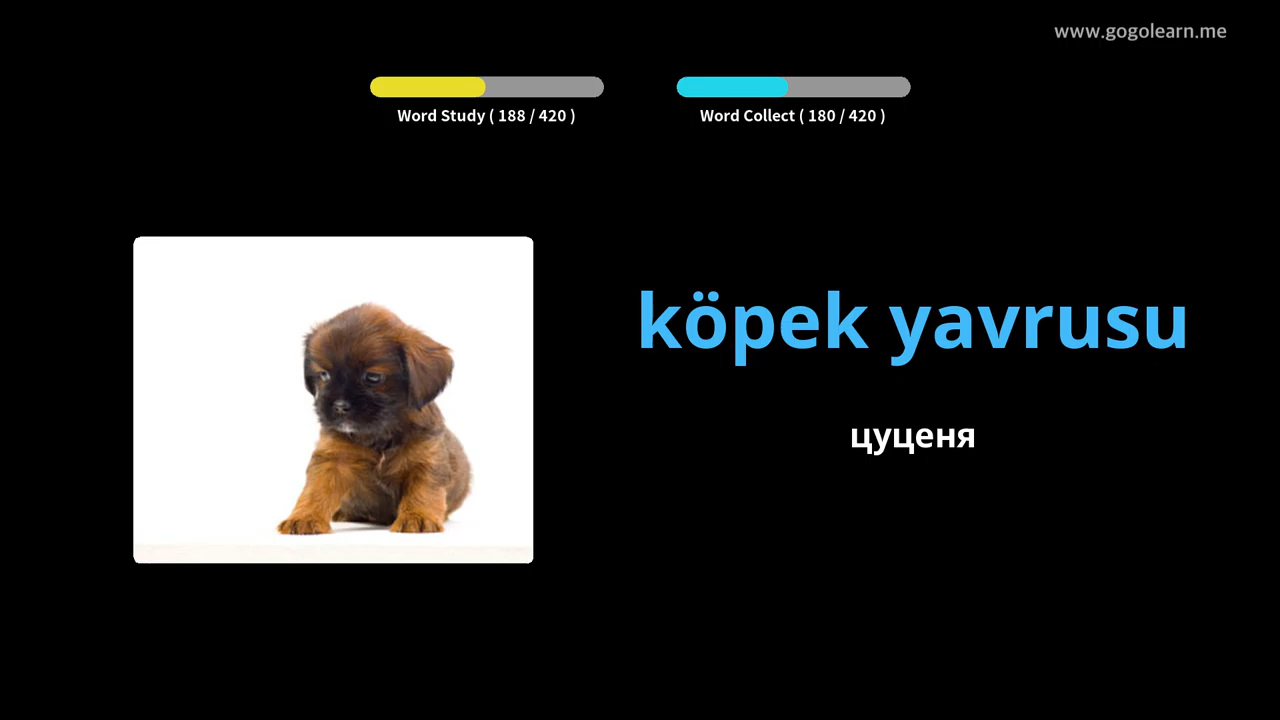 www.gogolearn.me
Word Study ( 188 / 420 )
Word Collect ( 180 / 420 )
köpek yavrusu
цуценя